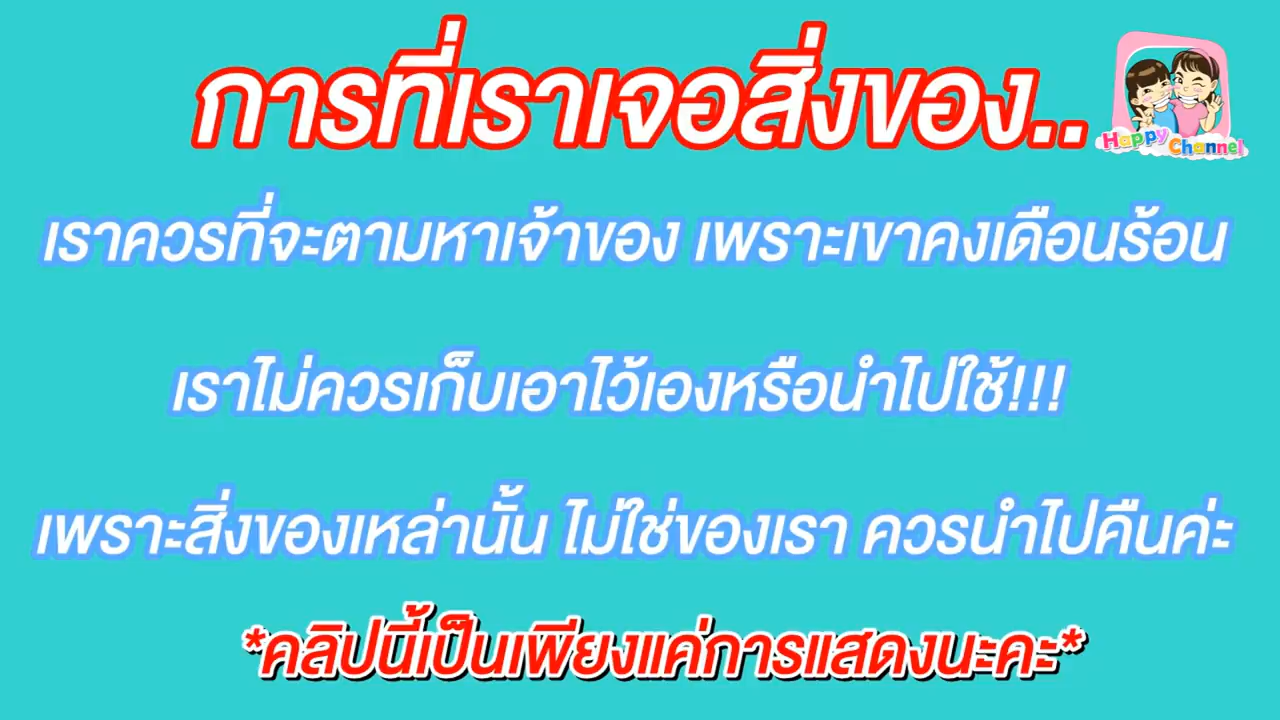 การที่เราเจอสิ่งของ..
Happy Channel
เราควรที่จะตามหาเจ้าของ เพราะเขาคงเดือนร้อน
เราไม่ควรเก็บเอาไว้เองหรือนำไปใช้!!!
เพราะสิ่งของเหล่านั้น ไม่ใช่ของเรา ควรนำไปคืนค่ะ
*คลิปนี้เป็นเพียงแค่การแสดงนะคะ*